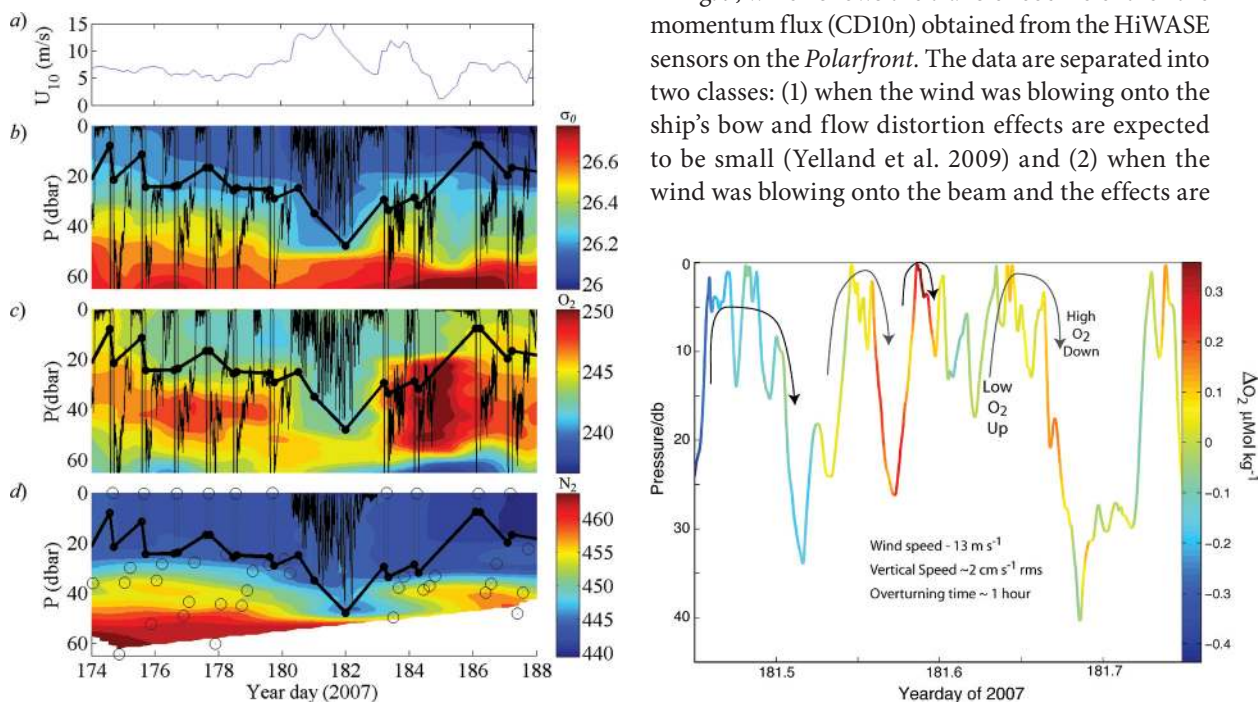 a)
15
10
5
0
U10 (m/s)
b)
0
20
40
60
P (dbar)
σ0
26.6
26.4
26.2
26
c)
0
20
40
60
P(dbar)
O2
250
245
240
d)
0
20
40
60
P (dbar)
N2
460
455
450
445
440
174 176 178 180 182 184 186 188
Year day (2007)
momentum flux (CD10n) obtained from the HiWASE
sensors on the Polarfront. The data are separated into
two classes: (1) when the wind was blowing onto the
ship's bow and flow distortion effects are expected
to be small (Yelland et al. 2009) and (2) when the
wind was blowing onto the beam and the effects are
0
10
20
30
40
Pressure/db
High
O2
Down
Low
O2
Up
Wind speed - 13 m s-1
Vertical Speed ~2 cm s-1 rms
Overturning time ~ 1 hour
181.5 181.6 181.7
Yearday of 2007
0.3
0.2
0.1
0
−0.1
−0.2
−0.3
−0.4
ΔO2 μMol kg-1